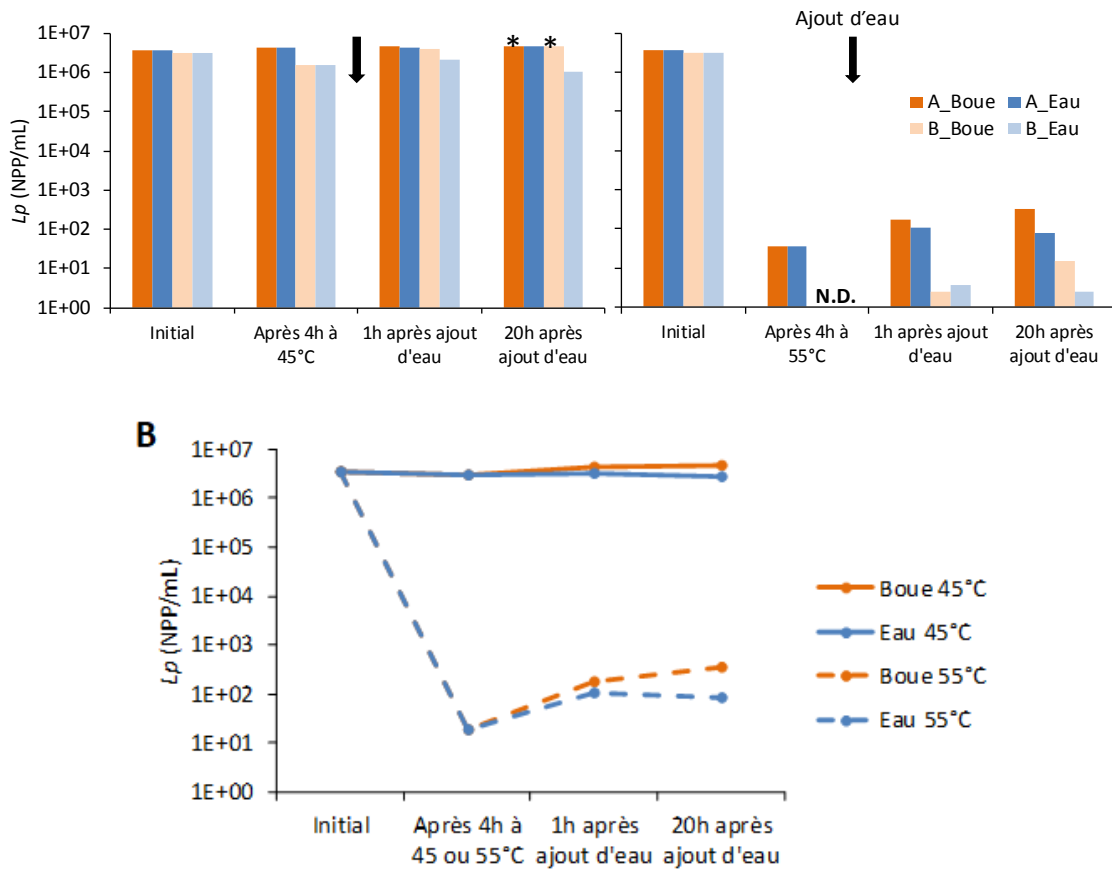 Ajout d'eau
Lp (NPP/mL)
1E+07
1E+06
1E+05
1E+04
1E+03
1E+02
1E+01
1E+00
* *
Initial
Après 4h à
45°C
1h après ajout
d'eau
20h après
ajout d'eau
A_Boue
A_Eau
B_Boue
B_Eau
N.D.
Initial
Après 4h à
55°C
1h après ajout
d'eau
20h après
ajout d'eau
B
Lp (NPP/mL)
1E+07
1E+06
1E+05
1E+04
1E+03
1E+02
1E+01
1E+00
Initial
Après 4h à
45 ou 55°C
1h après
ajout d'eau
20h après
ajout d'eau
Boue 45°C
Eau 45°C
Boue 55°C
Eau 55°C